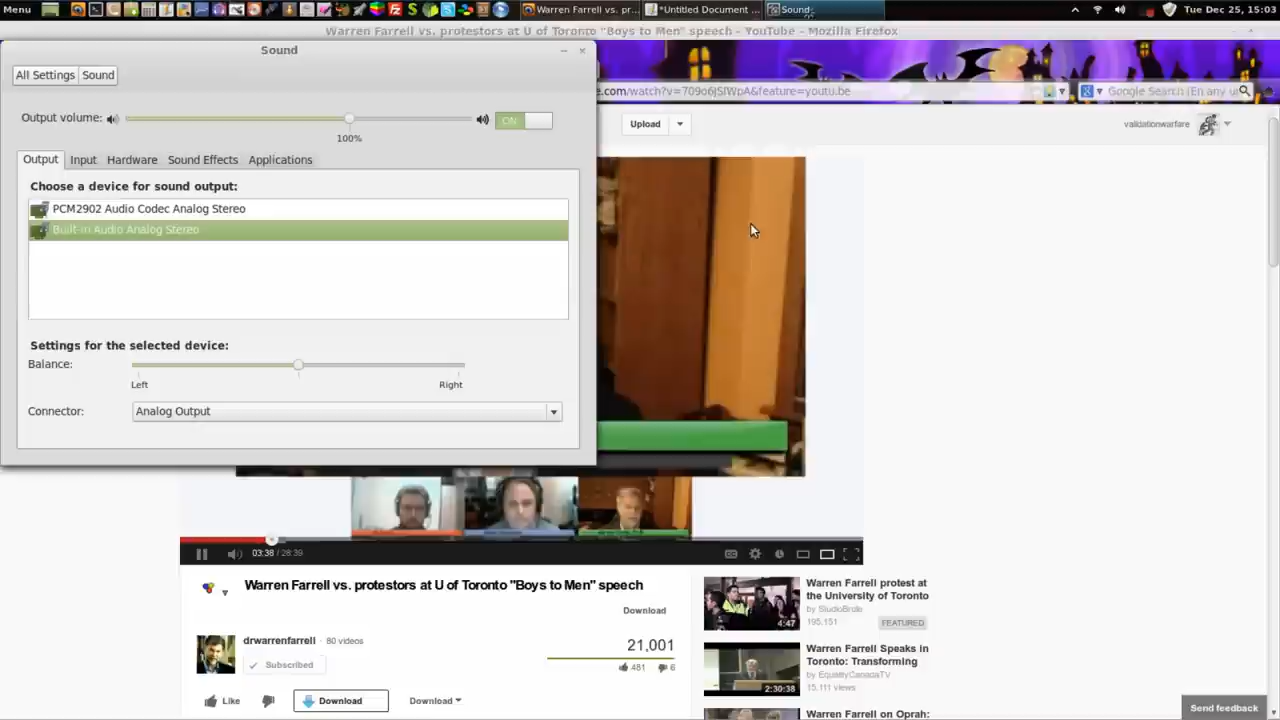 Menu
Warren Farrell vs. pr...
*Untitled Document ...
Sound
Tue Dec 25, 15:03
Warren Farrell vs. protestors at U of Toronto "Boys to Men" speech - YouTube - Mozilla Firefox
Sound
All Settings
Sound
e.com/watch?v=709o6jSlWpA&feature=youtu.be
Google Search (En any u
Output volume:
100%
ON
Upload
validationwarfare
Output
Input
Hardware
Sound Effects
Applications
Choose a device for sound output:
PCM2902 Audio Codec Analog Stereo
Built-in Audio Analog Stereo
Settings for the selected device:
Balance:
Left
Right
Connector:
Analog Output
03:38 / 28:39
Warren Farrell vs. protestors at U of Toronto "Boys to Men" speech
Download
drwarrenfarrell · 80 videos
Subscribed
21,001
481
6
Like
Download
Download
4:47
Warren Farrell protest at
the University of Toronto
by StudioBrule
195,151
FEATURED
2:30:38
Warren Farrell Speaks in
Toronto: Transforming
by EqualityCanadaTV
15,111 views
Warren Farrell on Oprah:
Send feedback